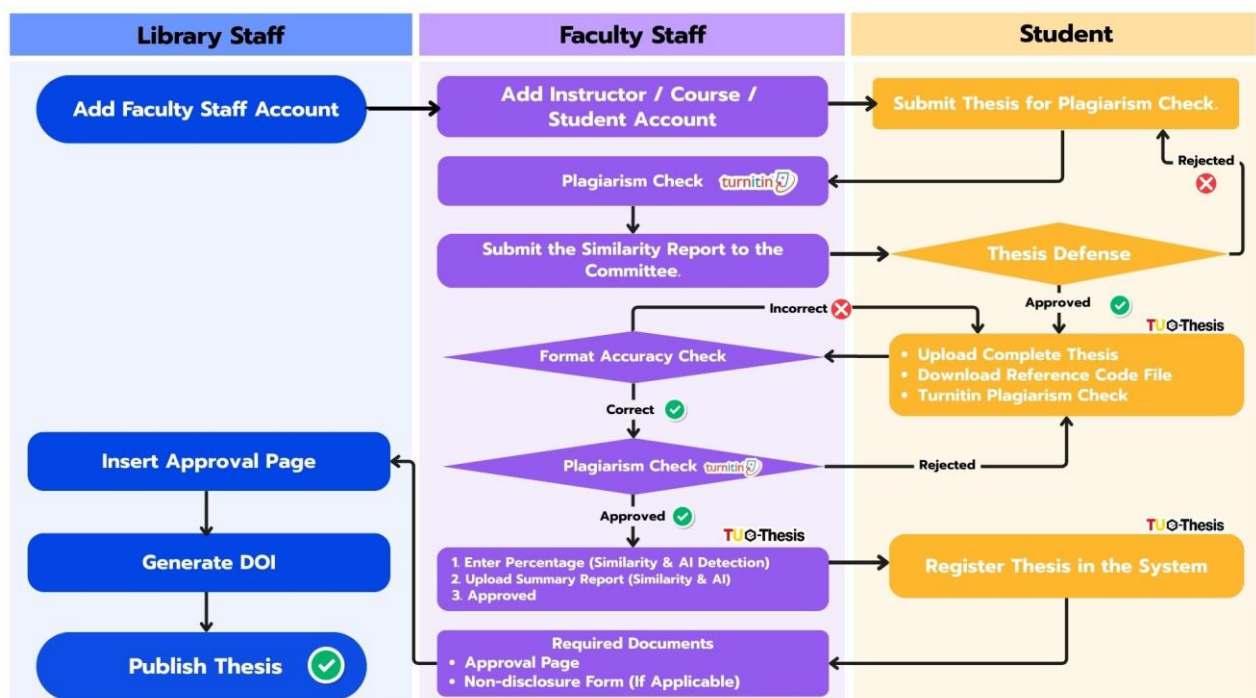 Library Staff
Faculty Staff
Student
Add Faculty Staff Account
Add Instructor / Course /
Student Account
Submit Thesis for Plagiarism Check.
Rejected
Plagiarism Check turnitin
Submit the Similarity Report to the
Committee.
Thesis Defense
Approved
Incorrect
TU e-Thesis
Format Accuracy Check
• Upload Complete Thesis
• Download Reference Code File
• Turnitin Plagiarism Check
Correct
Insert Approval Page
Plagiarism Check turnitin
Rejected
Approved
TU e-Thesis
TU e-Thesis
Generate DOI
1. Enter Percentage (Similarity & AI Detection)
2. Upload Summary Report (Similarity & AI)
3. Approved
Register Thesis in the System
Publish Thesis
Required Documents
• Approval Page
• Non-disclosure Form (If Applicable)